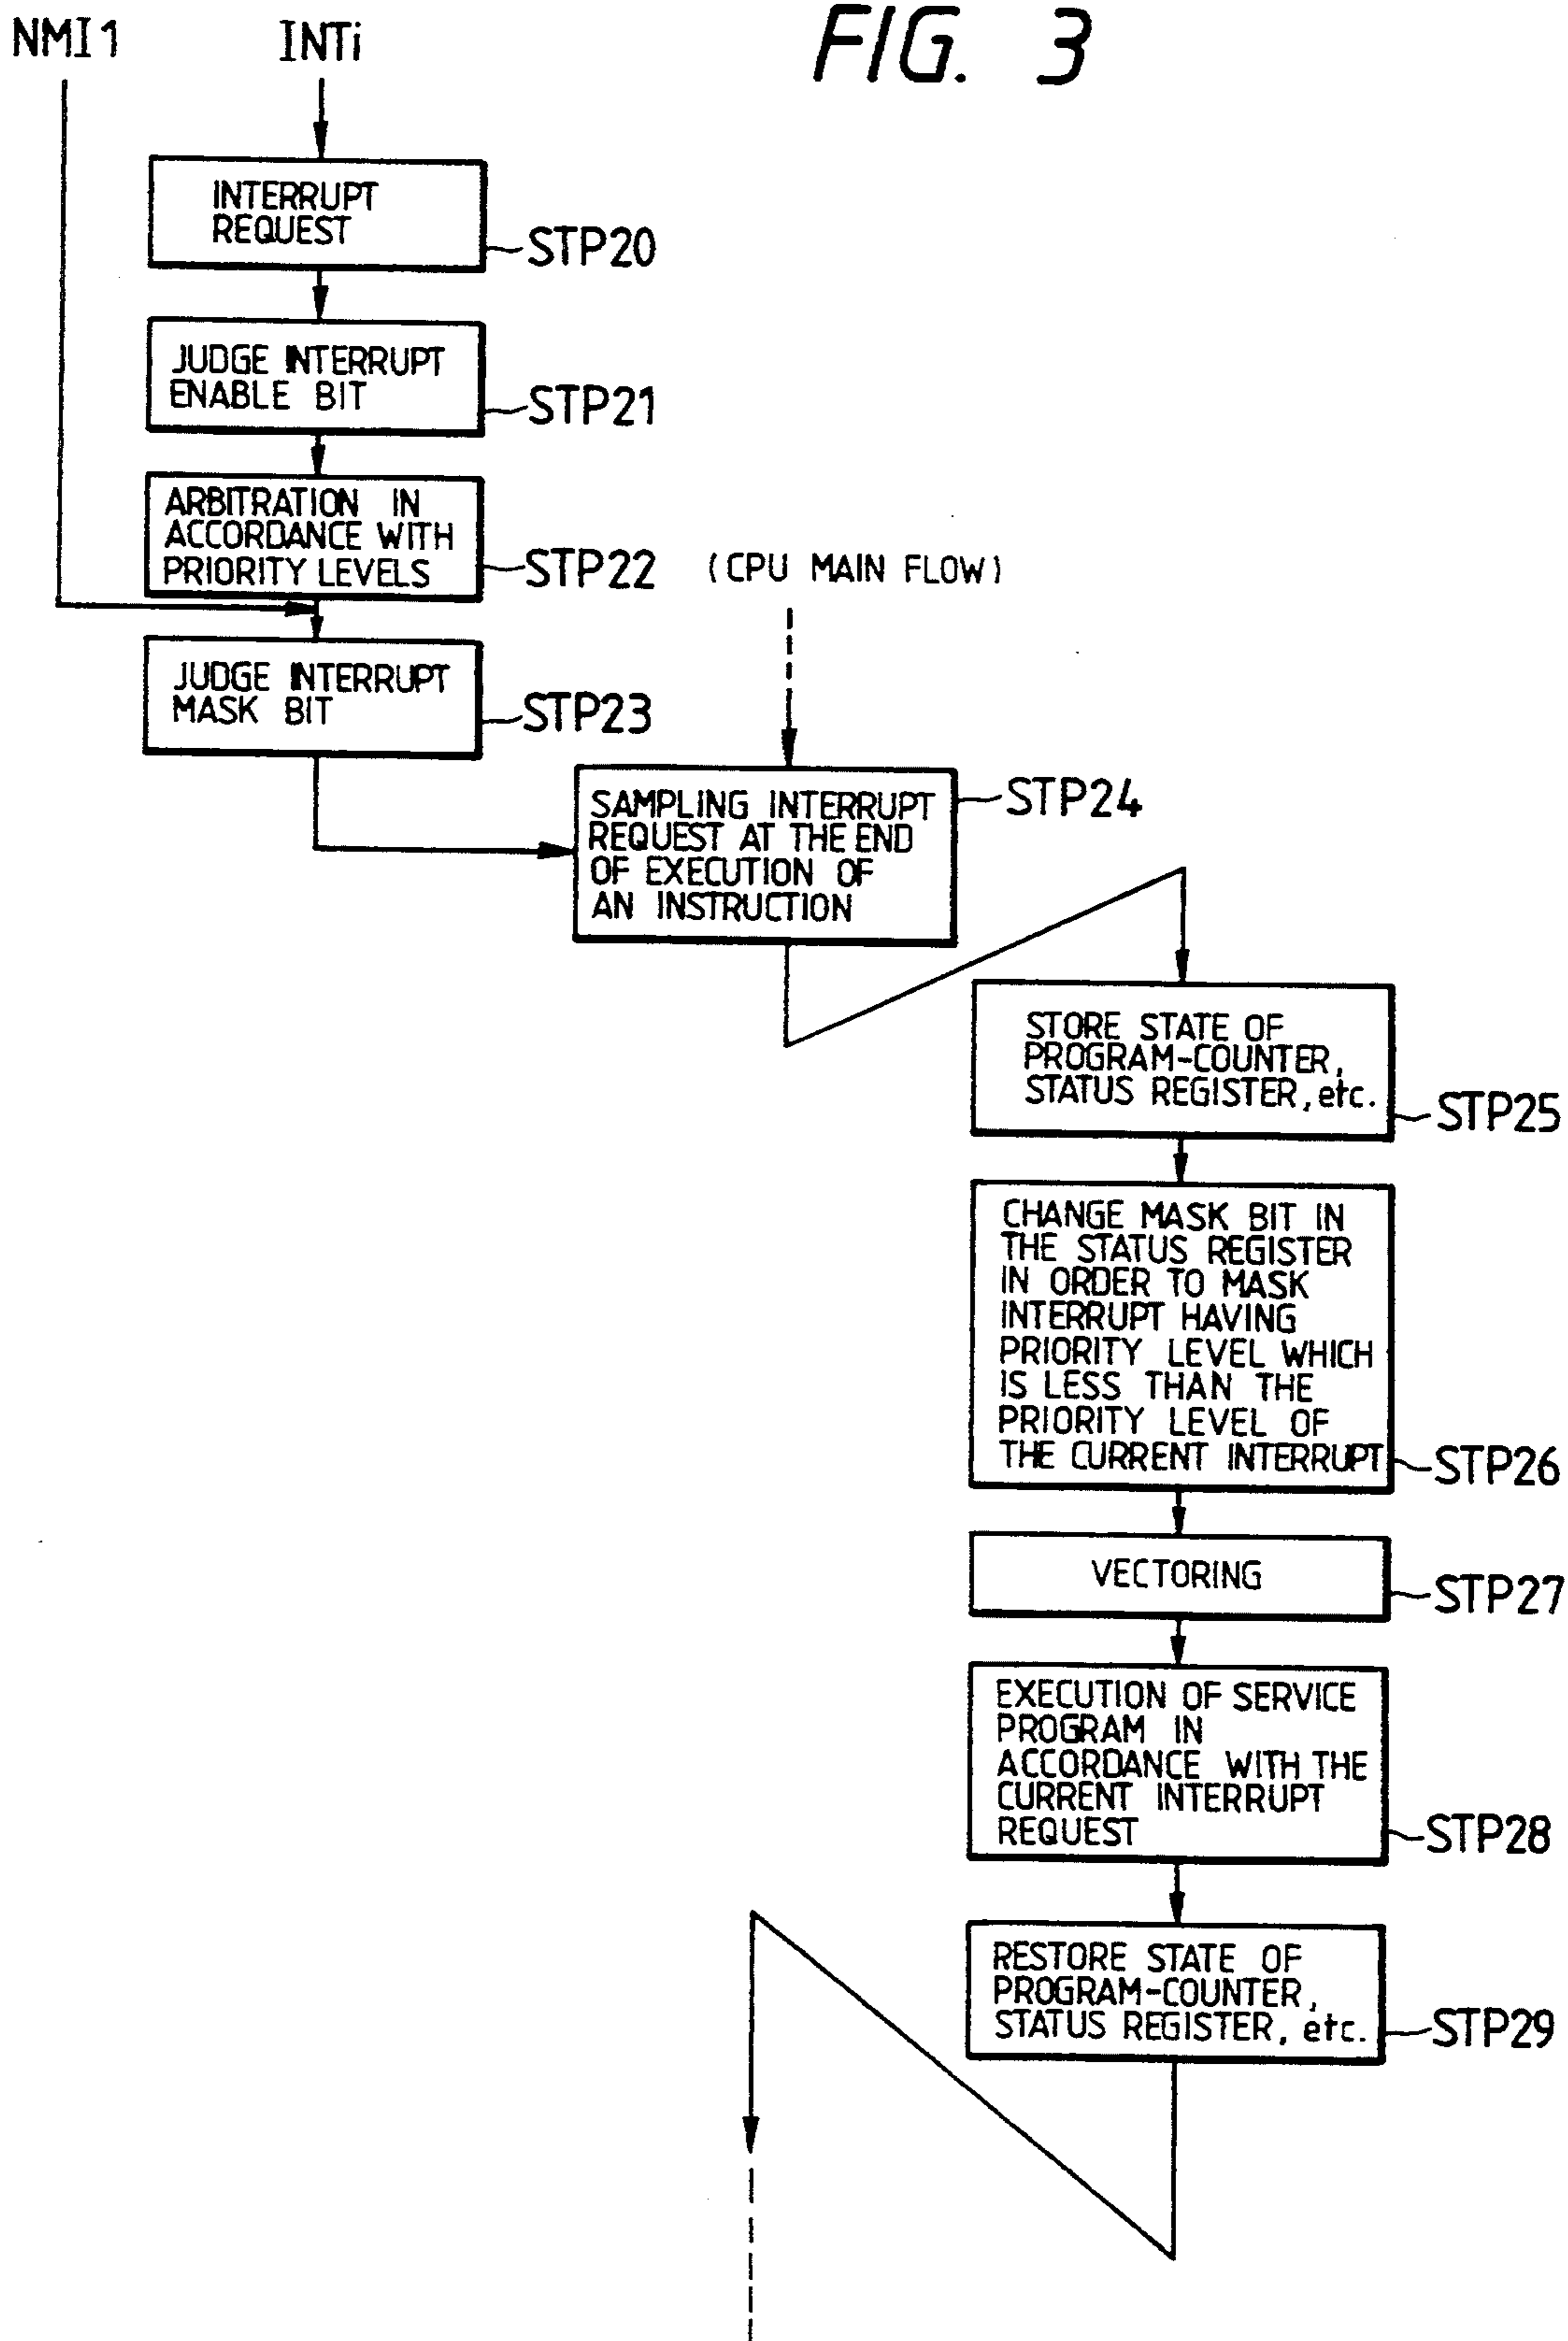 FIG. 3
NMI1
INTi
INTERRUPT
REQUEST
STP20
JUDGE INTERRUPT
ENABLE BIT
STP21
ARBITRATION IN
ACCORDANCE WITH
PRIORITY LEVELS
STP22
(CPU MAIN FLOW)
JUDGE INTERRUPT
MASK BIT
STP23
SAMPLING INTERRUPT
REQUEST AT THE END
OF EXECUTION OF
AN INSTRUCTION
STP24
STORE STATE OF
PROGRAM-COUNTER,
STATUS REGISTER, etc.
STP25
CHANGE MASK BIT IN
THE STATUS REGISTER
IN ORDER TO MASK
INTERRUPT HAVING
PRIORITY LEVEL WHICH
IS LESS THAN THE
PRIORITY LEVEL OF
THE CURRENT INTERRUPT
STP26
VECTORING
STP27
EXECUTION OF SERVICE
PROGRAM IN
ACCORDANCE WITH THE
CURRENT INTERRUPT
REQUEST
STP28
RESTORE STATE OF
PROGRAM-COUNTER,
STATUS REGISTER, etc.
STP29